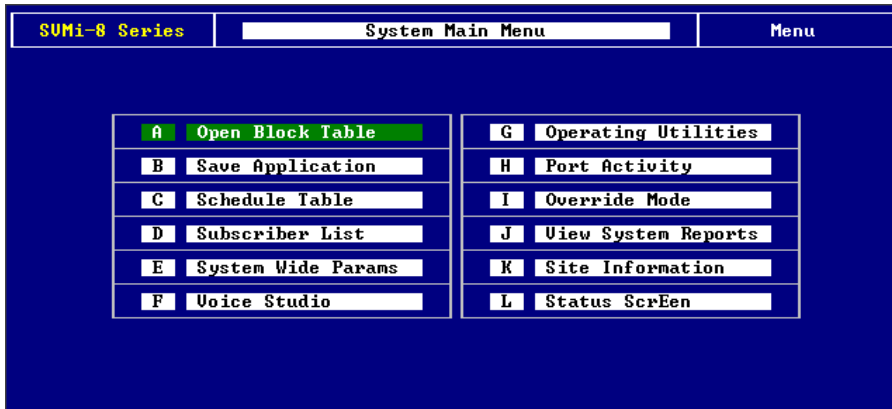 SVMi-8 Series System Main Menu Menu
A Open Block Table
B Save Application
C Schedule Table
D Subscriber List
E System Wide Params
F Voice Studio
G Operating Utilities
H Port Activity
I Override Mode
J View System Reports
K Site Information
L Status ScrEen